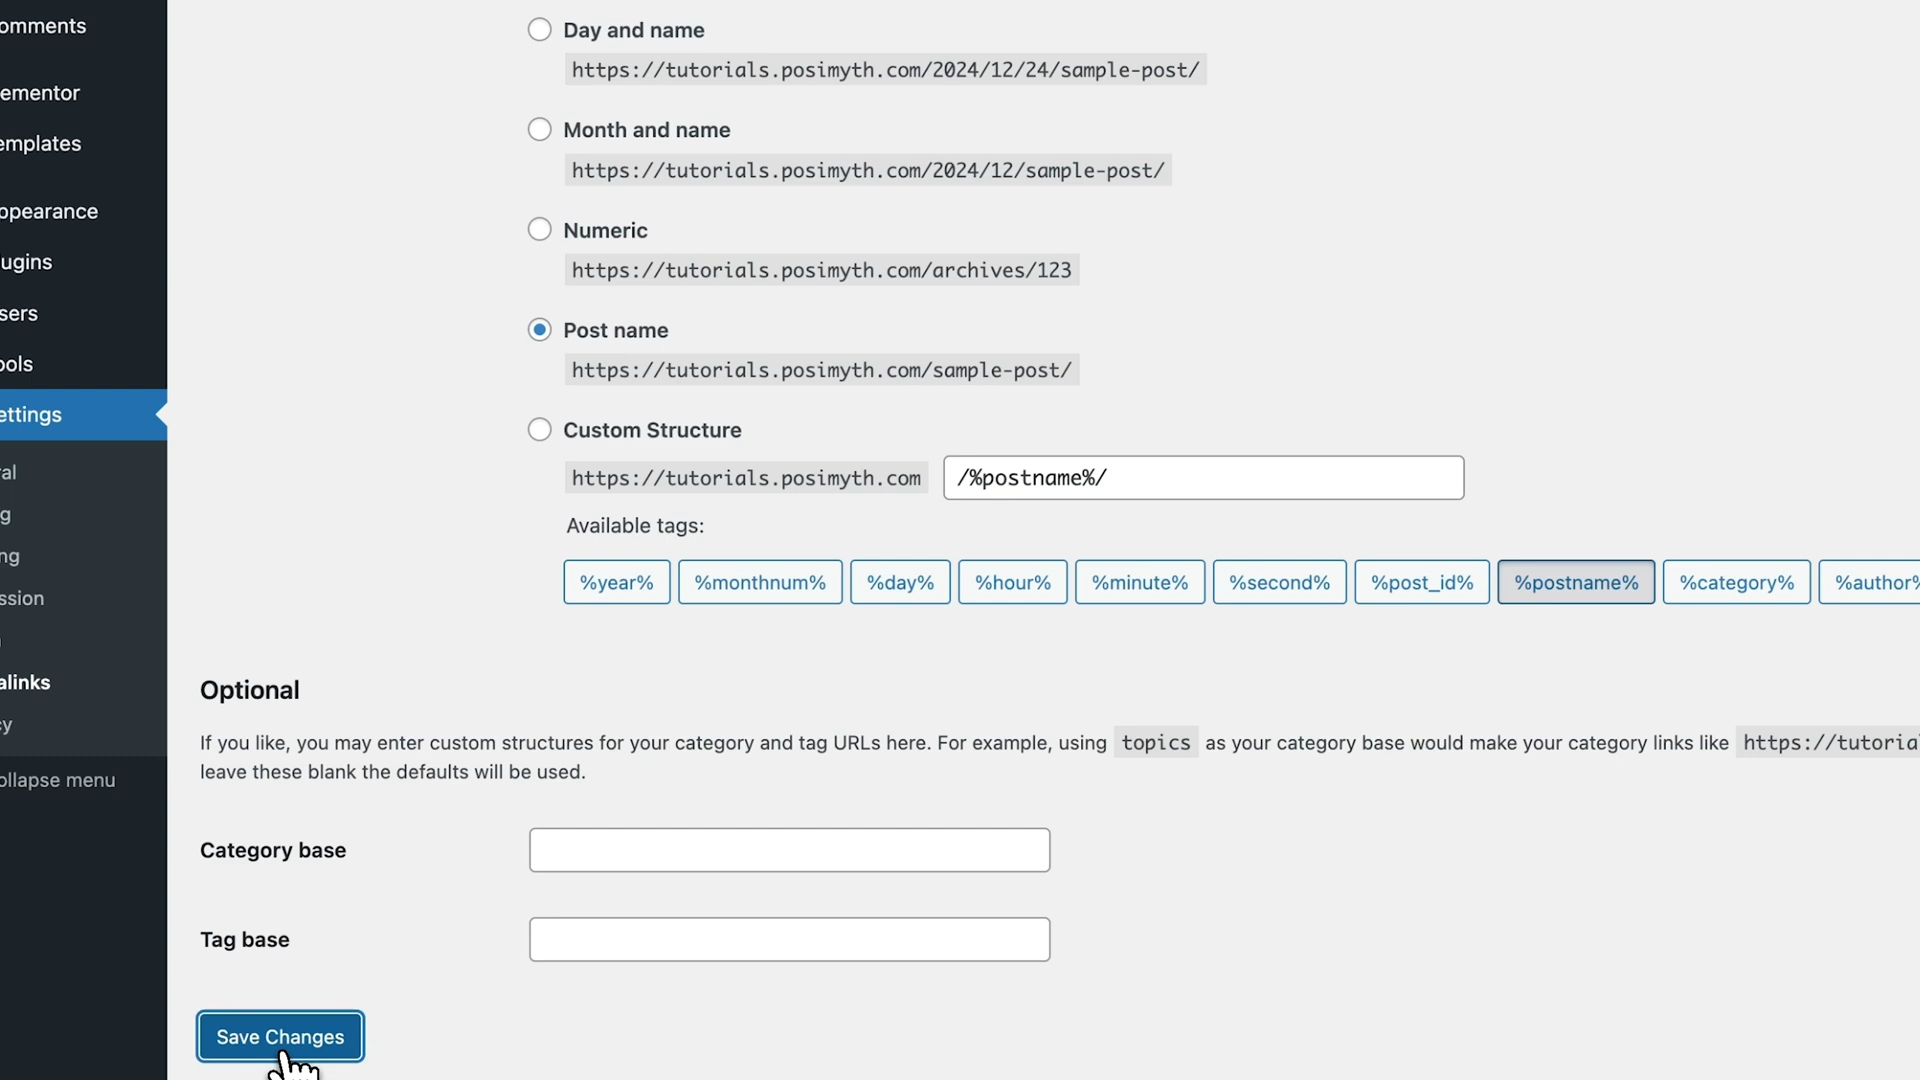 omments
ementor
emplates
ppearance
ugins
sers
ools
ettings
al
g
ng
ssion
alinks
cy
ollapse menu
Day and name
https://tutorials.posimyth.com/2024/12/24/sample-post/
Month and name
https://tutorials.posimyth.com/2024/12/sample-post/
Numeric
https://tutorials.posimyth.com/archives/123
Post name
https://tutorials.posimyth.com/sample-post/
Custom Structure
https://tutorials.posimyth.com /%postname%/
Available tags:
%year% %monthnum% %day% %hour% %minute% %second% %post_id% %postname% %category% %author%
Optional
If you like, you may enter custom structures for your category and tag URLs here. For example, using topics as your category base would make your category links like https://tutoria
leave these blank the defaults will be used.
Category base
Tag base
Save Changes